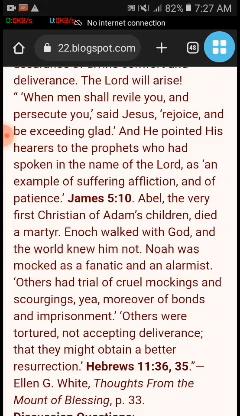 82% 7:27 AM
0KB/s 0KB/s No internet connection
22.blogspot.com 48
deliverance. The Lord will arise!
“ ‘When men shall revile you, and
persecute you,’ said Jesus, ‘rejoice, and
be exceeding glad.’ And He pointed His
hearers to the prophets who had
spoken in the name of the Lord, as ‘an
example of suffering affliction, and of
patience.’ James 5:10. Abel, the very
first Christian of Adam’s children, died
a martyr. Enoch walked with God, and
the world knew him not. Noah was
mocked as a fanatic and an alarmist.
‘Others had trial of cruel mockings and
scourgings, yea, moreover of bonds
and imprisonment.’ ‘Others were
tortured, not accepting deliverance;
that they might obtain a better
resurrection.’ Hebrews 11:36, 35.”—
Ellen G. White, Thoughts From the
Mount of Blessing, p. 33.
Discussion Questions: